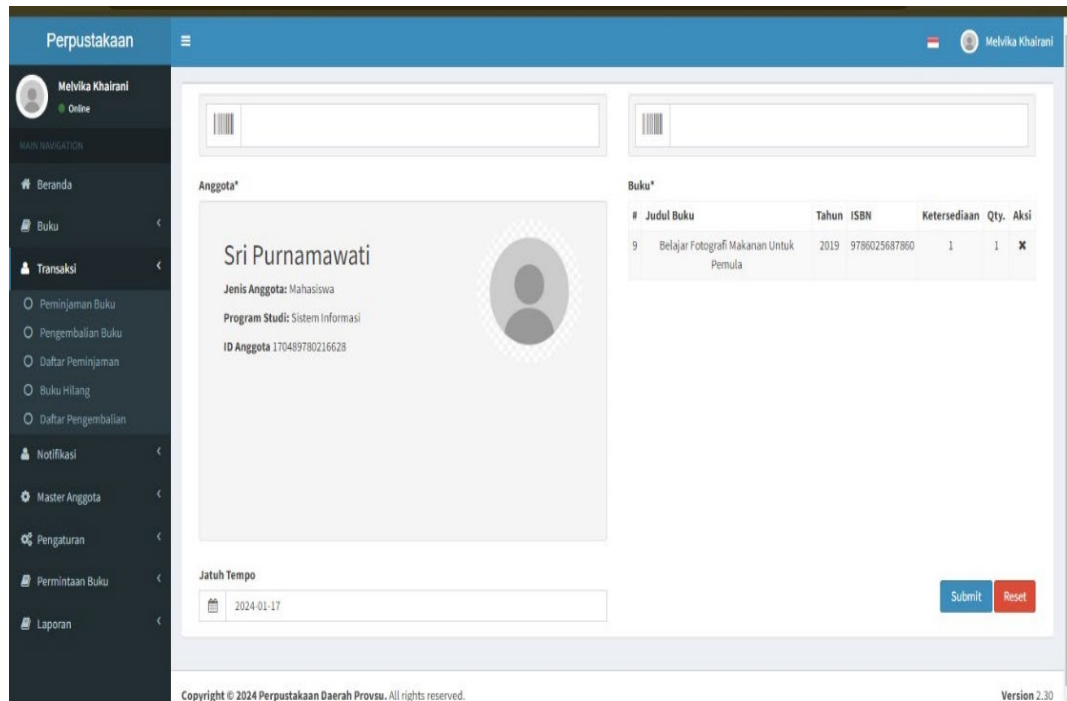 Perpustakaan
Melvika Khairani
Melvika Khairani
Online
MAIN NAVIGATION
Beranda
Buku
Transaksi
Peminjaman Buku
Pengembalian Buku
Daftar Peminjaman
Buku Hilang
Daftar Pengembalian
Notifikasi
Master Anggota
Pengaturan
Permintaan Buku
Laporan
Anggota*
Sri Purnamawati
Jenis Anggota: Mahasiswa
Program Studi: Sistem Informasi
ID Anggota 170489780216628
Jatuh Tempo
2024-01-17
Buku*
# Judul Buku Tahun ISBN Ketersediaan Qty. Aksi
9 Belajar Fotografi Makanan Untuk 2019 9786025687860 1 1
Pemula
Submit Reset
Copyright © 2024 Perpustakaan Daerah Provsu. All rights reserved. Version 2.30